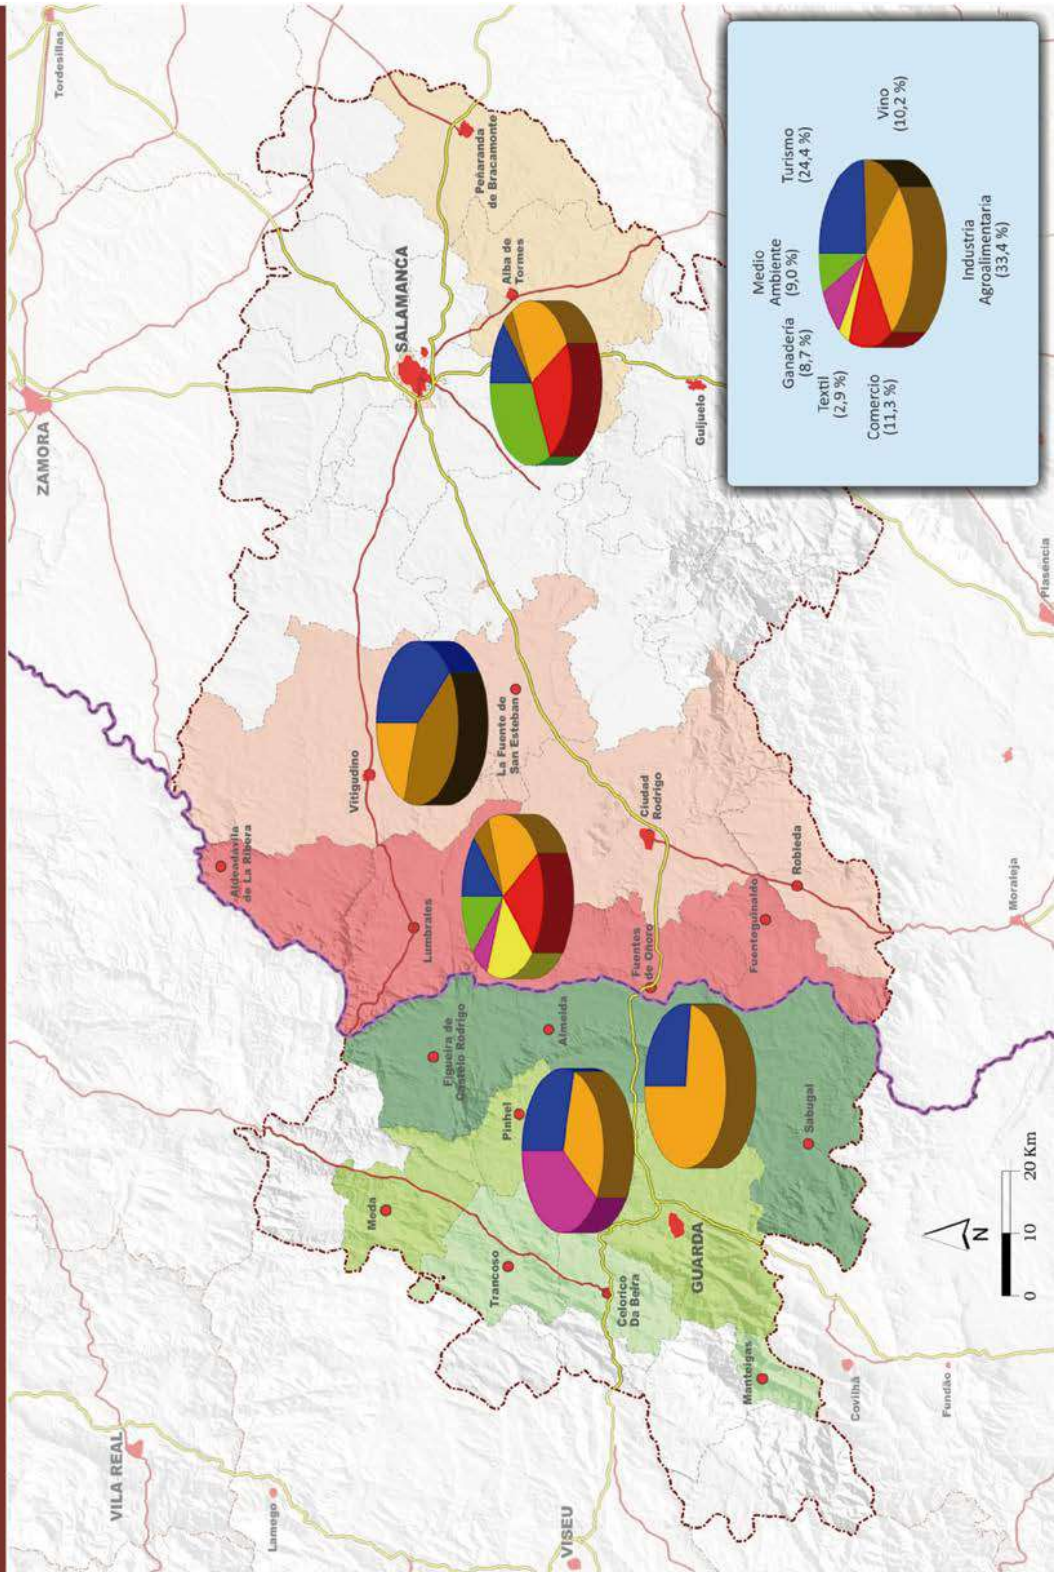 Tordesillas
ZAMORA
VILA REAL
Lamego
VISEU
Peñaranda
de Bracamonte
SALAMANCA
Alba de
Tormes
Guijuelo
Vitigudino
La Fuente de
San Esteban
Aldeadávila
de La Ribera
Lumbrales
Ciudad
Rodrigo
Robleda
Fuenteguinaldo
Fuentes
de Oñoro
Figueira de
Castelo Rodrigo
Almeida
Pinhel
Meda
Trancoso
Celorico
Da Beira
GUARDA
Sabugal
Manteigas
Covilhã
Fundão
Moraleja
Plasencia
Medio
Ambiente
(9,0 %)
Turismo
(24,4 %)
Ganadería
(8,7 %)
Textil
(2,9 %)
Vino
(10,2 %)
Comercio
(11,3 %)
Industria
Agroalimentaria
(33,4 %)
N
0 10 20 Km